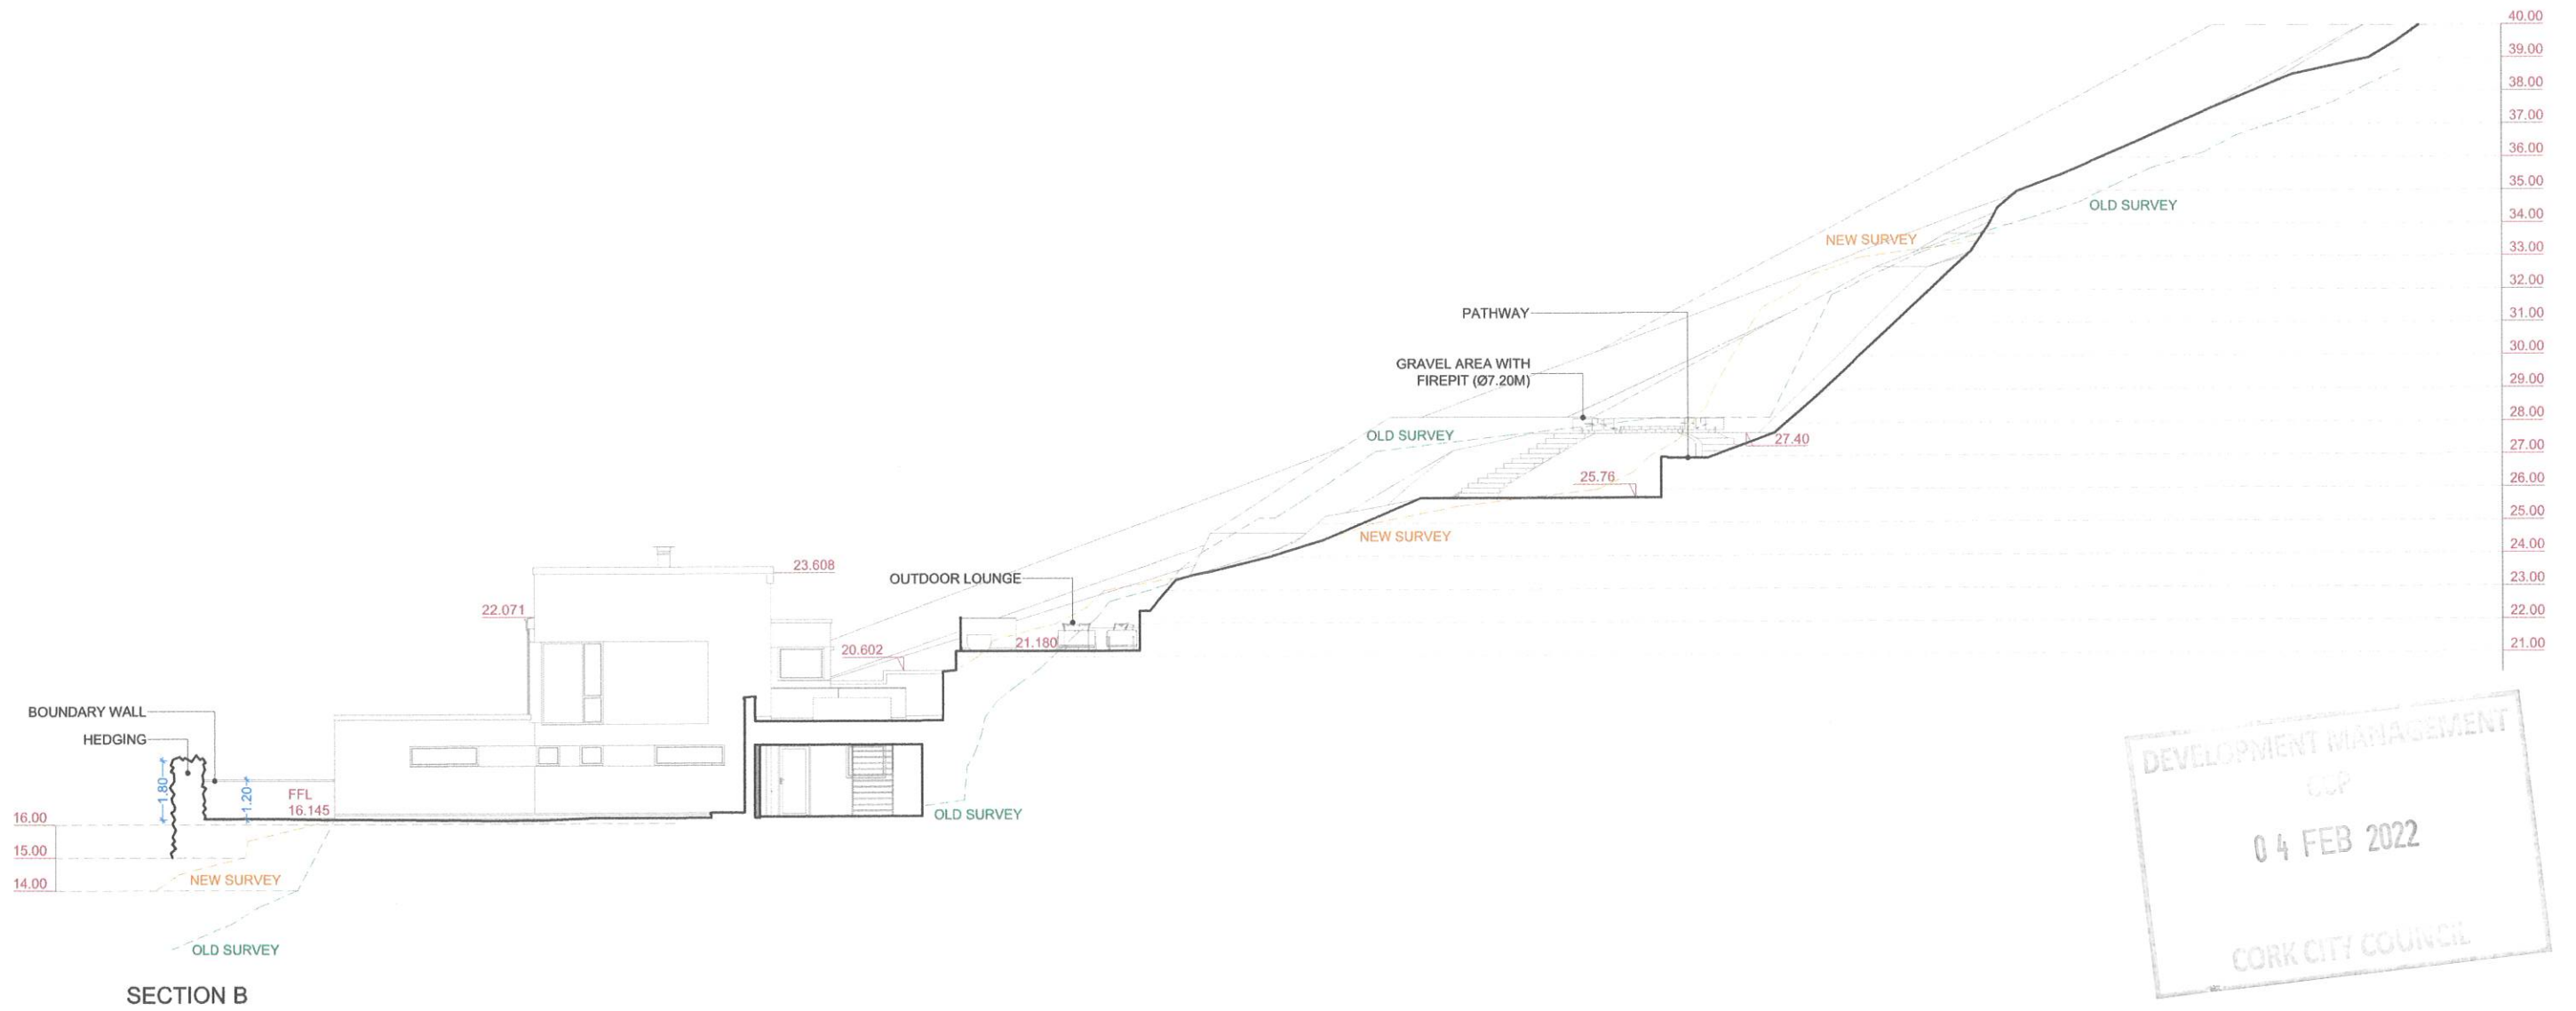 40.00
39.00
38.00
37.00
36.00
35.00
34.00
33.00
32.00
31.00
30.00
29.00
28.00
27.00
26.00
25.00
24.00
23.00
22.00
21.00
OLD SURVEY
NEW SURVEY
PATHWAY
GRAVEL AREA WITH
FIREPIT (Ø7.20M)
OLD SURVEY
27.40
25.76
NEW SURVEY
23.608
OUTDOOR LOUNGE
22.071
21.180
20.602
BOUNDARY WALL
HEDGING
1.80
1.20
FFL
16.145
16.00
15.00
14.00
OLD SURVEY
NEW SURVEY
OLD SURVEY
SECTION B
DEVELOPMENT MANAGEMENT
CCP
04 FEB 2022
CORK CITY COUNCIL